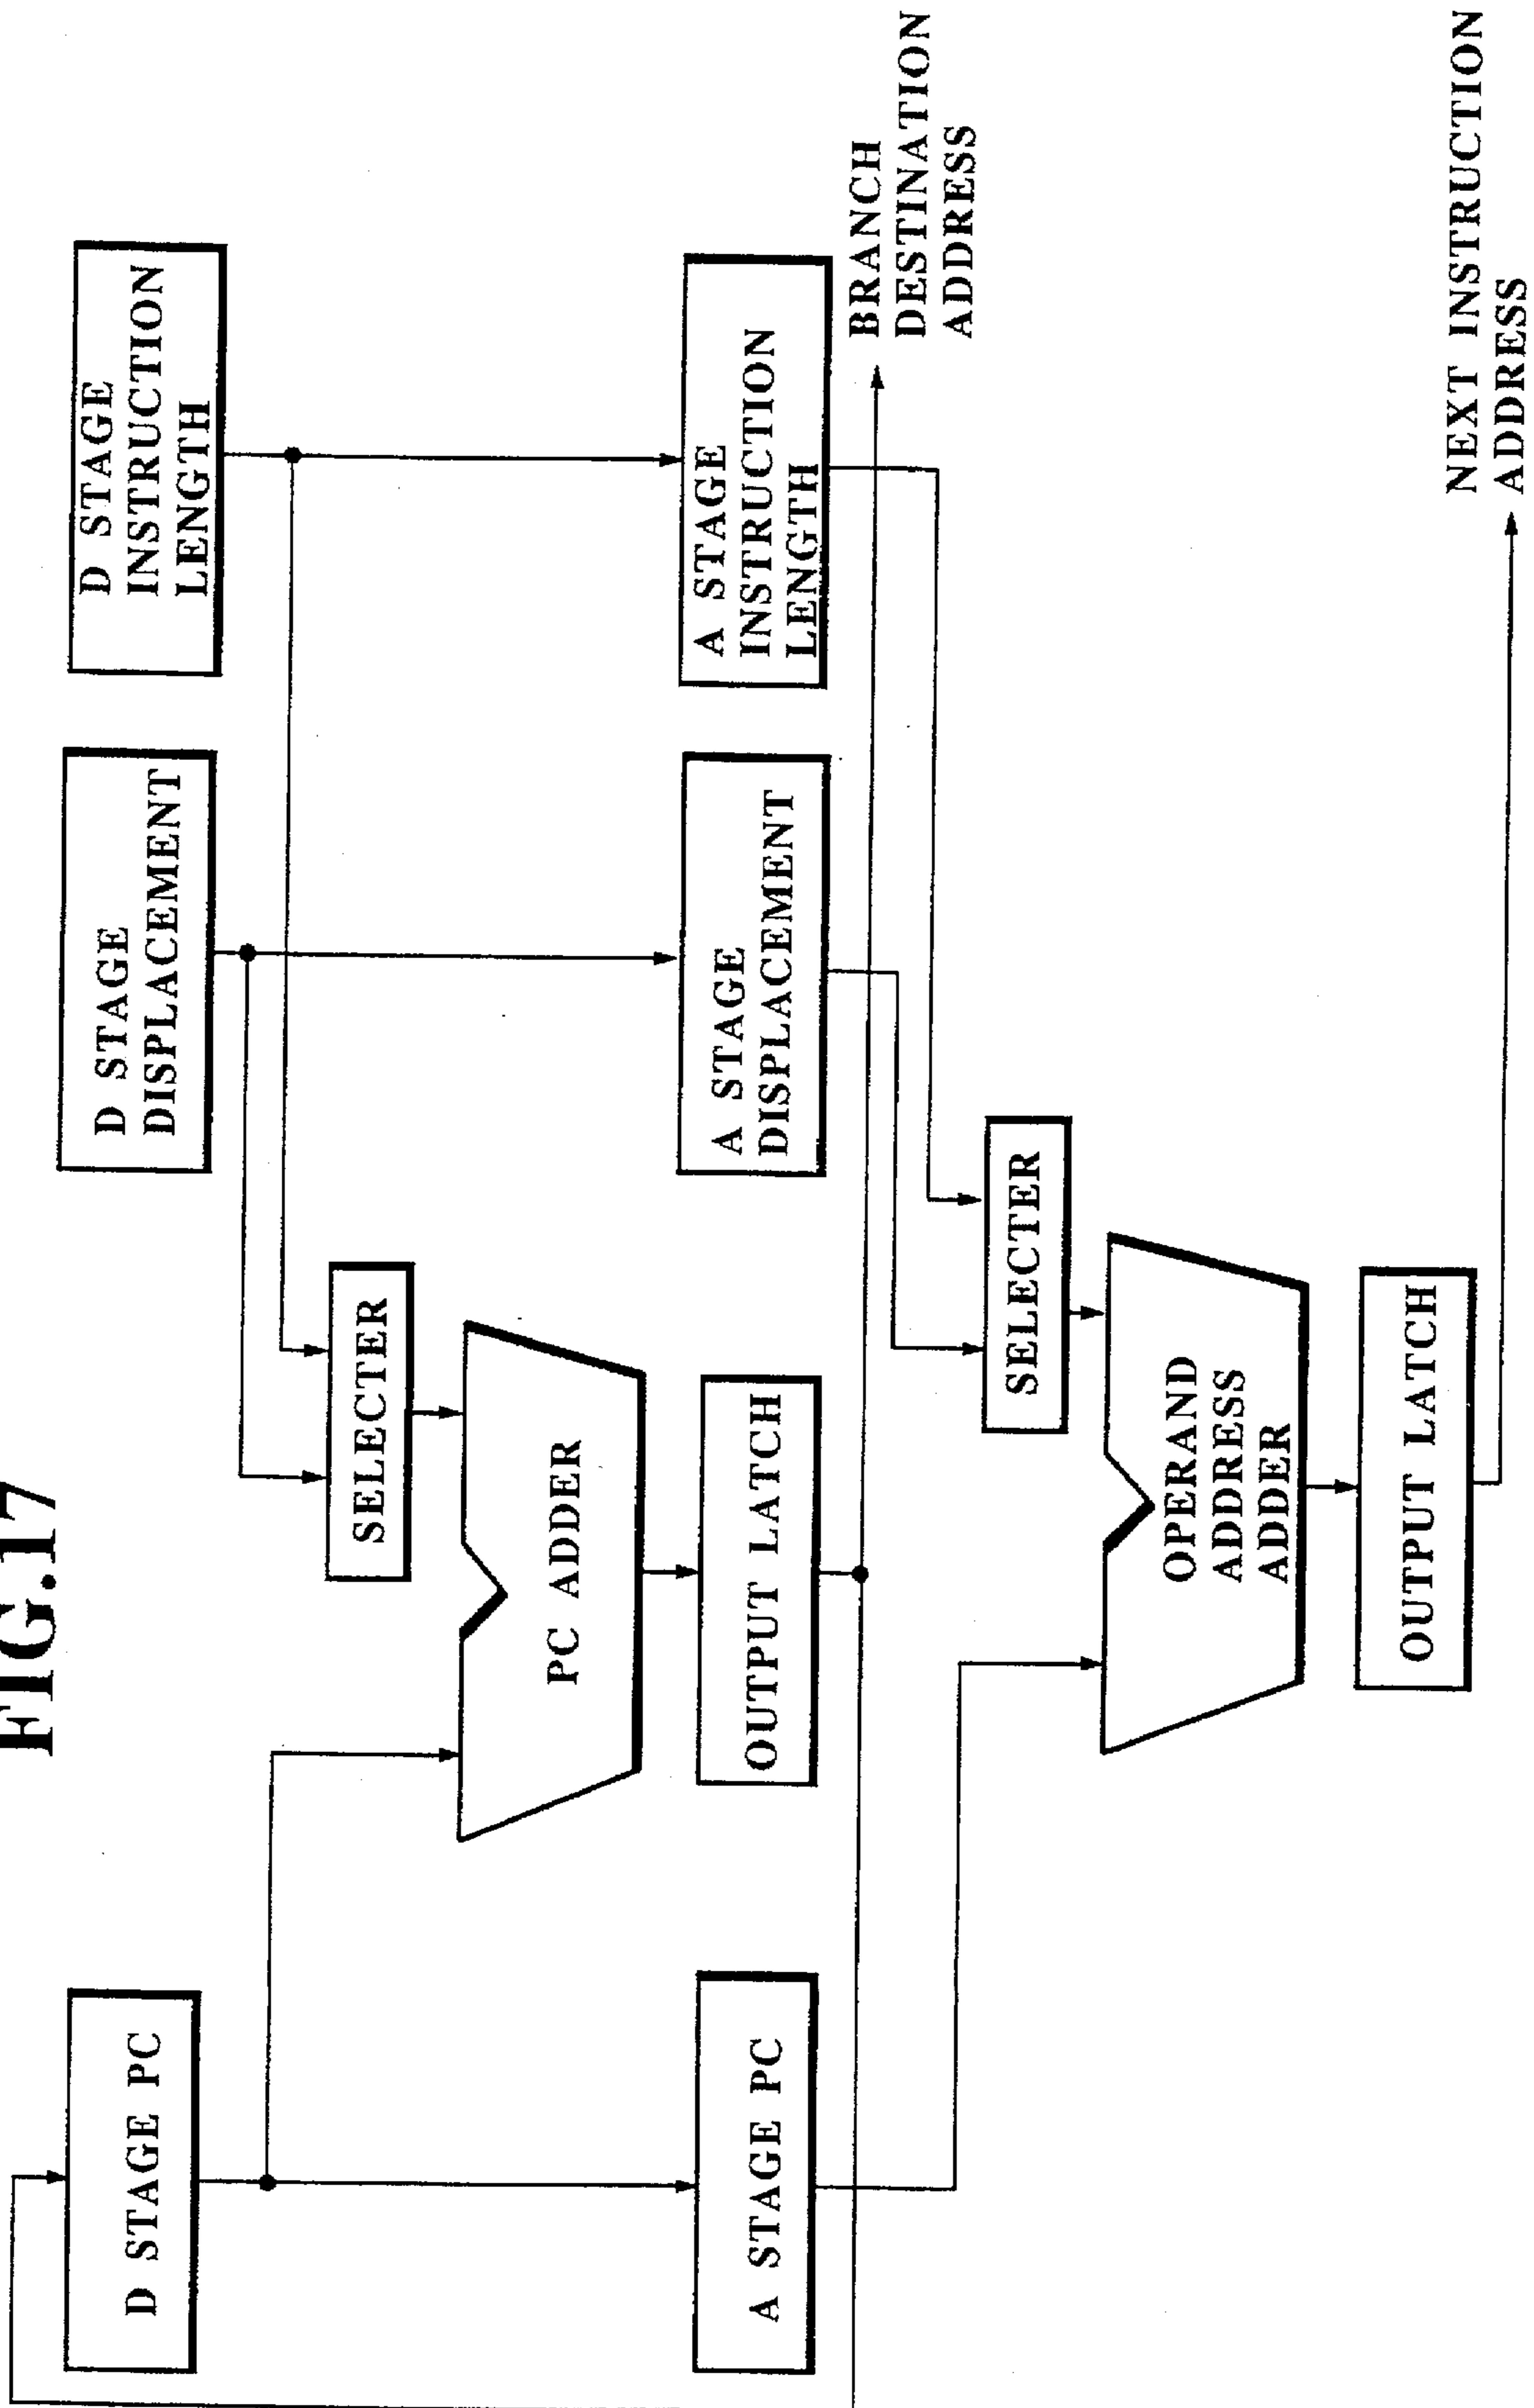 FIG.17
D STAGE PC
D STAGE
DISPLACEMENT
D STAGE
INSTRUCTION
LENGTH
SELECTER
PC ADDER
A STAGE PC
OUTPUT LATCH
A STAGE
DISPLACEMENT
A STAGE
INSTRUCTION
LENGTH
BRANCH
DESTINATION
ADDRESS
SELECTER
OPERAND
ADDRESS
ADDER
OUTPUT LATCH
NEXT INSTRUCTION
ADDRESS